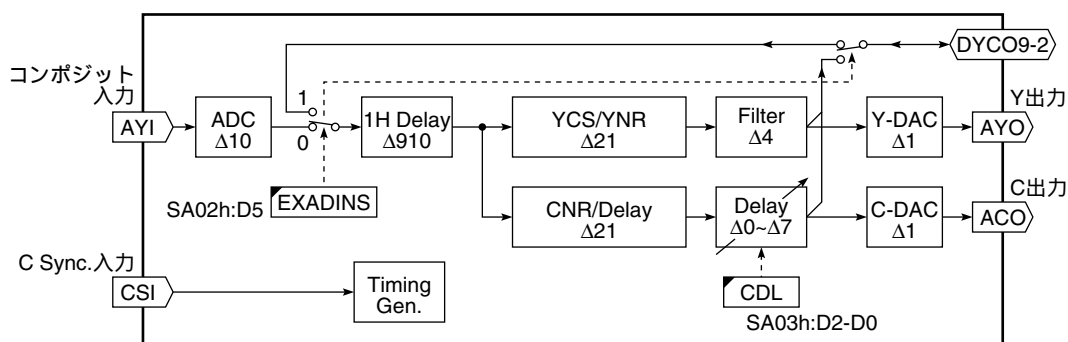 DYCO9-2
コンポジット
入力
AYI
ADC
Δ10
1
0
1H Delay
Δ910
YCS/YNR
Δ21
Filter
Δ4
Y-DAC
Δ1
Y出力
AYO
SA02h:D5
EXADINS
CNR/Delay
Δ21
Delay
Δ0~Δ7
C-DAC
Δ1
C出力
ACO
C Sync.入力
CSI
Timing
Gen.
CDL
SA03h:D2-D0